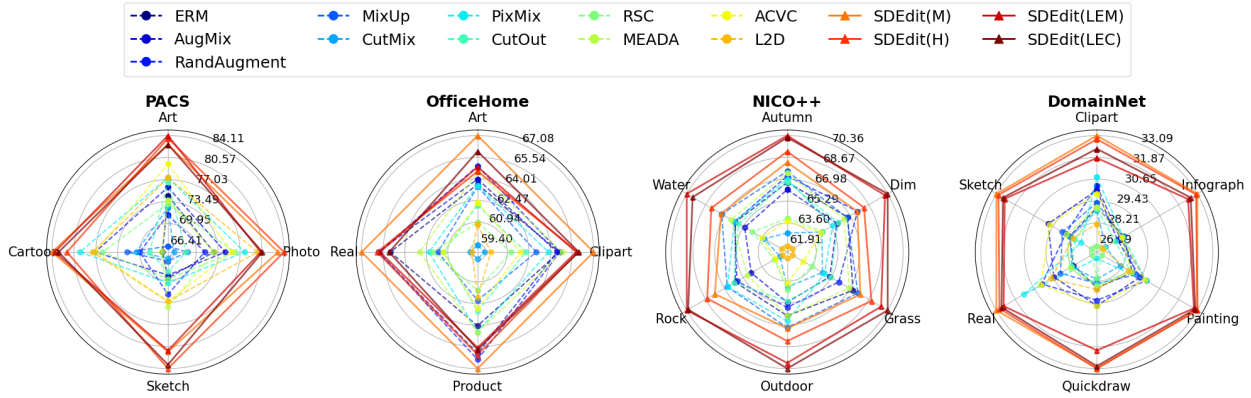 ERM MixUp PixMix RSC ACVC SDEdit(M) SDEdit(LEM)
AugMix CutMix CutOut MEADA L2D SDEdit(H) SDEdit(LEC)
RandAugment
PACS OfficeHome NICO++ DomainNet
Art Art Autumn Clipart
84.11 67.08 70.36 33.09
80.57 65.54 68.67 31.87
77.03 64.01 66.98 30.65
73.49 62.47 65.29 29.43
69.95 60.94 63.60 28.21
66.41 59.40 61.91
Water Dim Sketch Infograph
Cartoon Photo Real Clipart
Rock Grass Real Painting
Sketch Product Outdoor Quickdraw